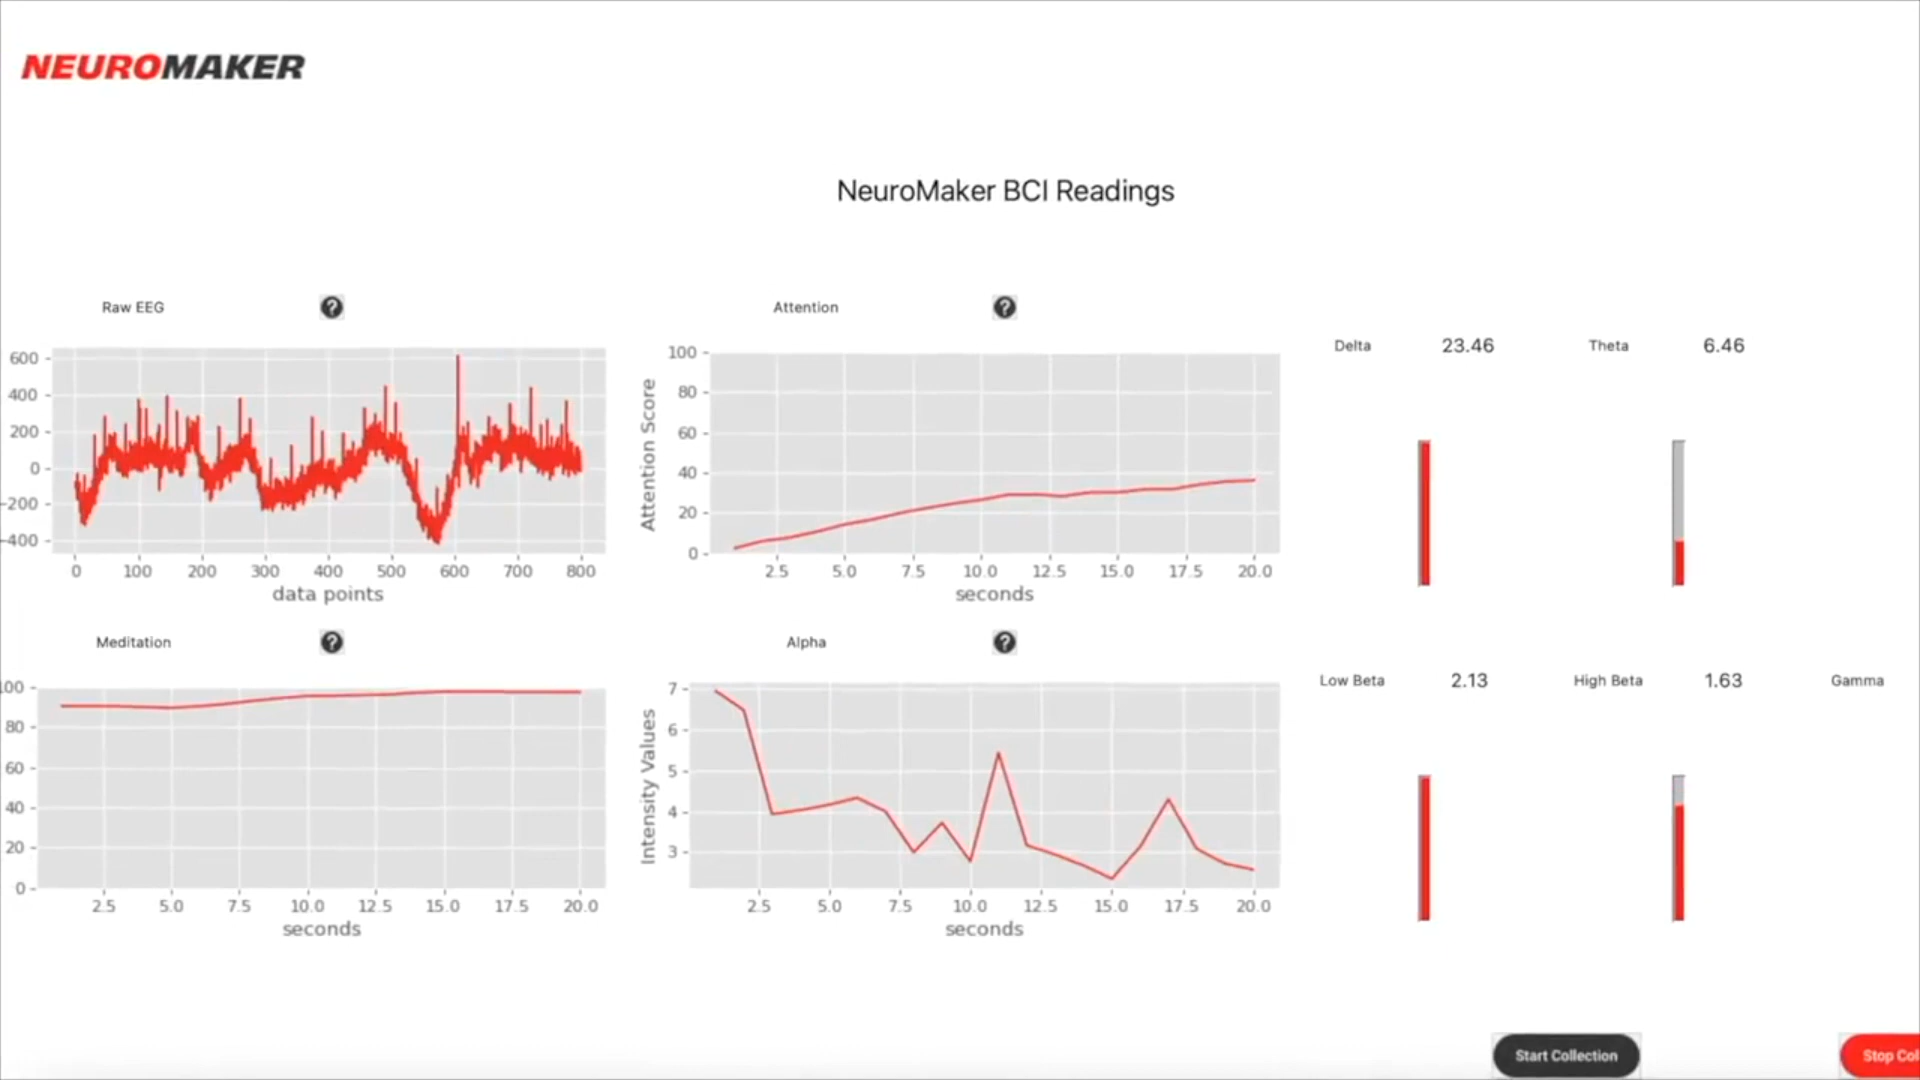 NEUROMAKER
NeuroMaker BCI Readings
Raw EEG
?
600
400
200
0
-200
-400
0 100 200 300 400 500 600 700 800
data points
Attention
?
Attention Score
100
80
60
40
20
0
2.5 5.0 7.5 10.0 12.5 15.0 17.5 20.0
seconds
Delta 23.46
Theta 6.46
Meditation
?
100
80
60
40
20
0
2.5 5.0 7.5 10.0 12.5 15.0 17.5 20.0
seconds
Alpha
?
Intensity Values
7
6
5
4
3
2.5 5.0 7.5 10.0 12.5 15.0 17.5 20.0
seconds
Low Beta 2.13
High Beta 1.63
Gamma
Start Collection
Stop Col